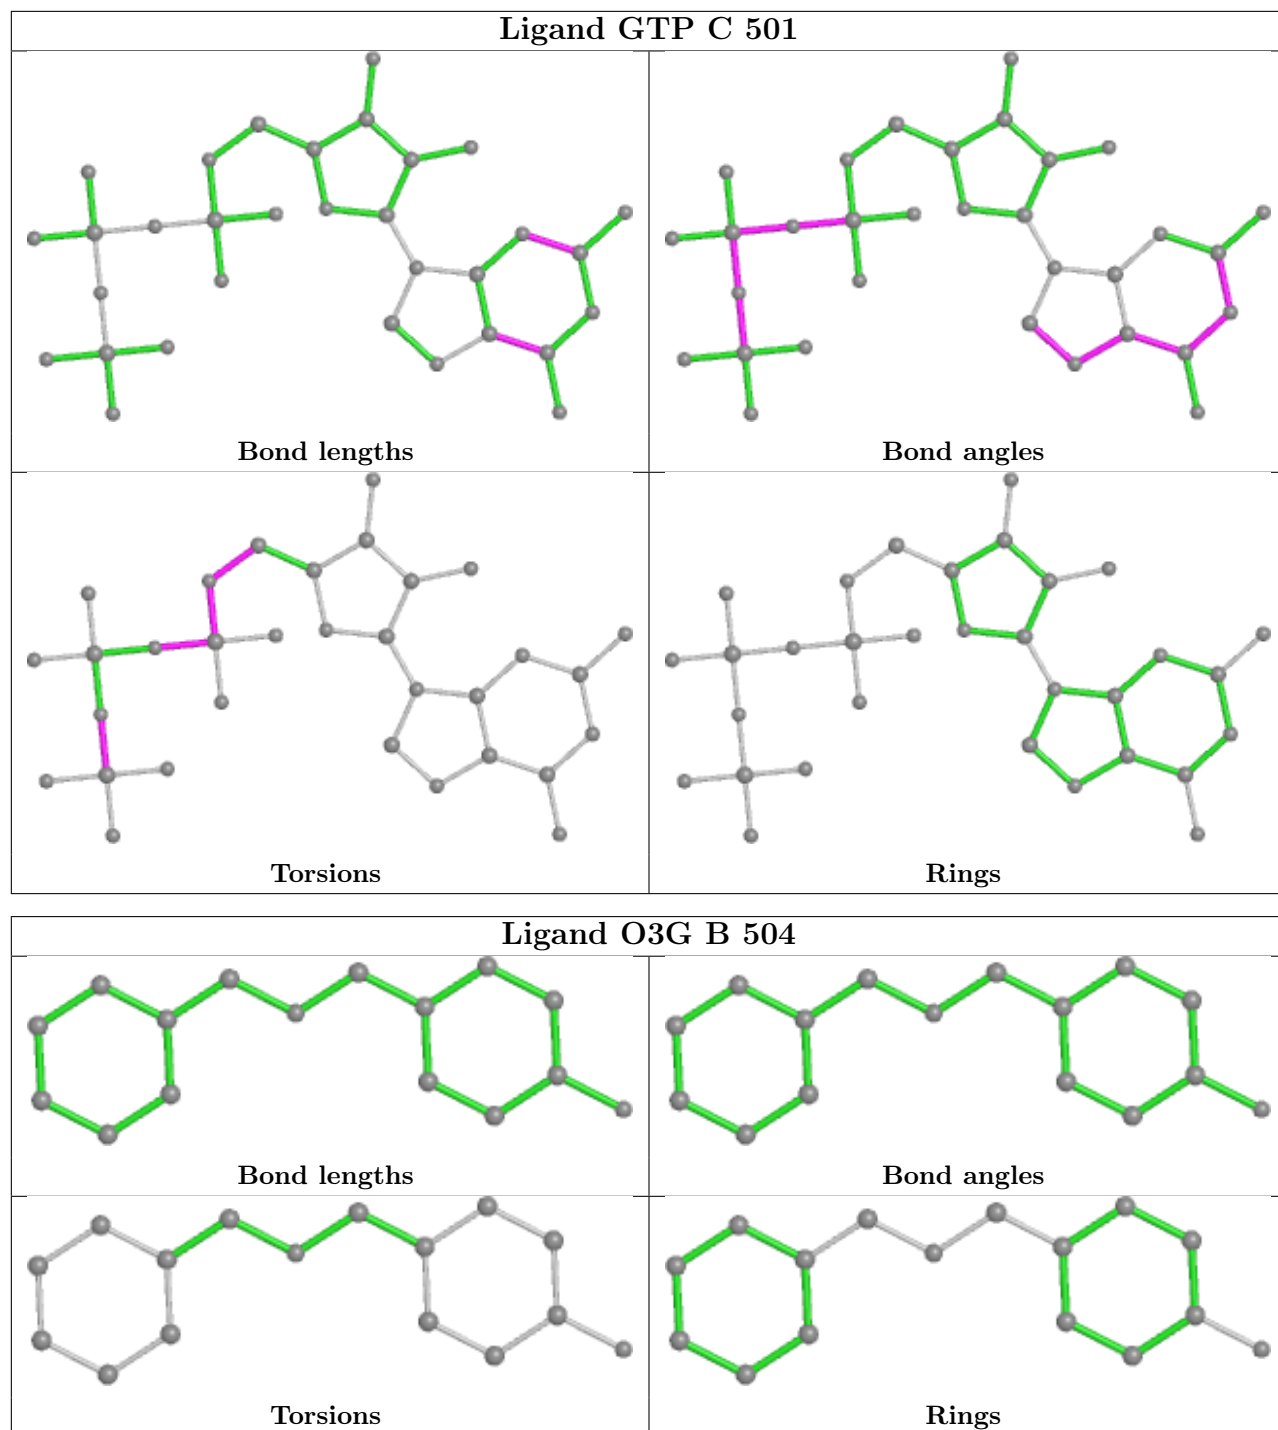 Ligand GTP C 501
Bond lengths
Bond angles
Torsions
Rings
Ligand O3G B 504
Bond lengths
Bond angles
Torsions
Rings